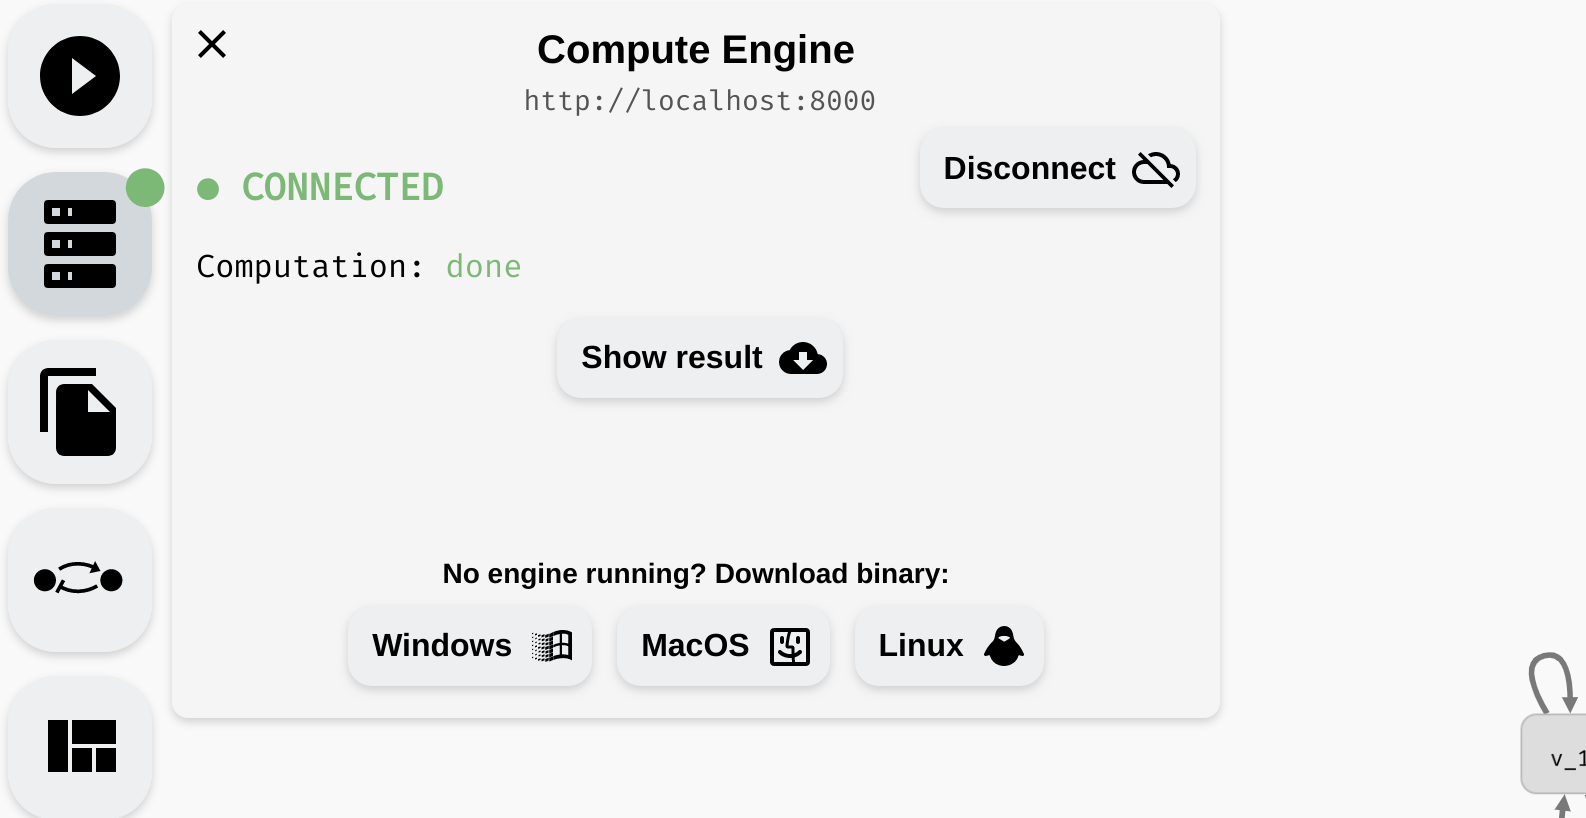 Compute Engine
http://localhost:8000
Disconnect
● CONNECTED
Computation: done
Show result
No engine running? Download binary:
Windows
MacOS
Linux
v_1